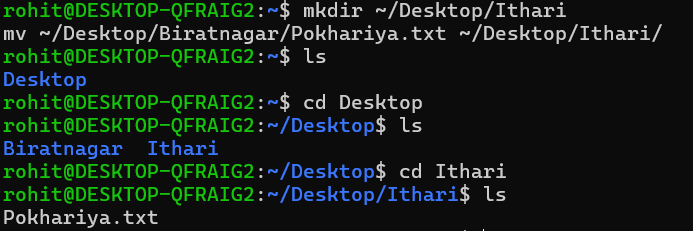 rohit@DESKTOP-QFRAIG2:~$ mkdir ~/Desktop/Ithari
mv ~/Desktop/Biratnagar/Pokhariya.txt ~/Desktop/Ithari/
rohit@DESKTOP-QFRAIG2:~$ ls
Desktop
rohit@DESKTOP-QFRAIG2:~$ cd Desktop
rohit@DESKTOP-QFRAIG2:~/Desktop$ ls
Biratnagar  Ithari
rohit@DESKTOP-QFRAIG2:~/Desktop$ cd Ithari
rohit@DESKTOP-QFRAIG2:~/Desktop/Ithari$ ls
Pokhariya.txt